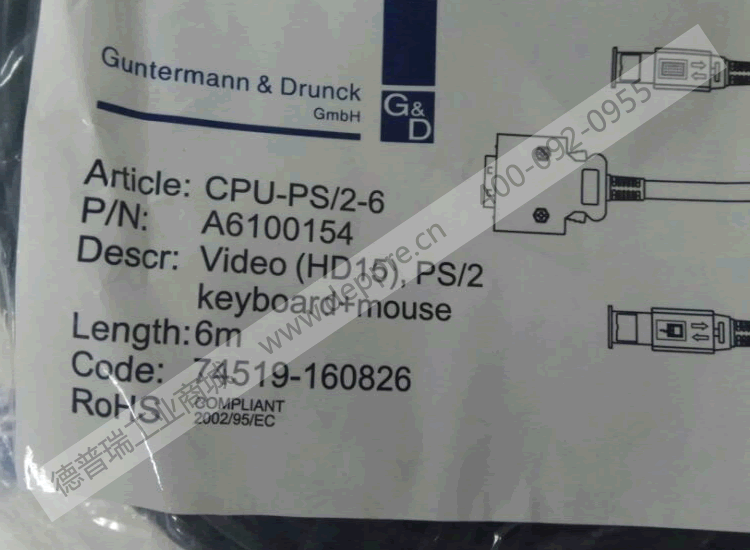 Guntermann & Drunck
GmbH
G&D
Article: CPU-PS/2-6
P/N: A6100154
Descr: Video (HD15), PS/2
keyboard+mouse
Length: 6m
Code: 74519-160826
RoHS COMPLIANT
2002/95/EC
德普瑞工业商城 www.deppre.cn 400-092-0955